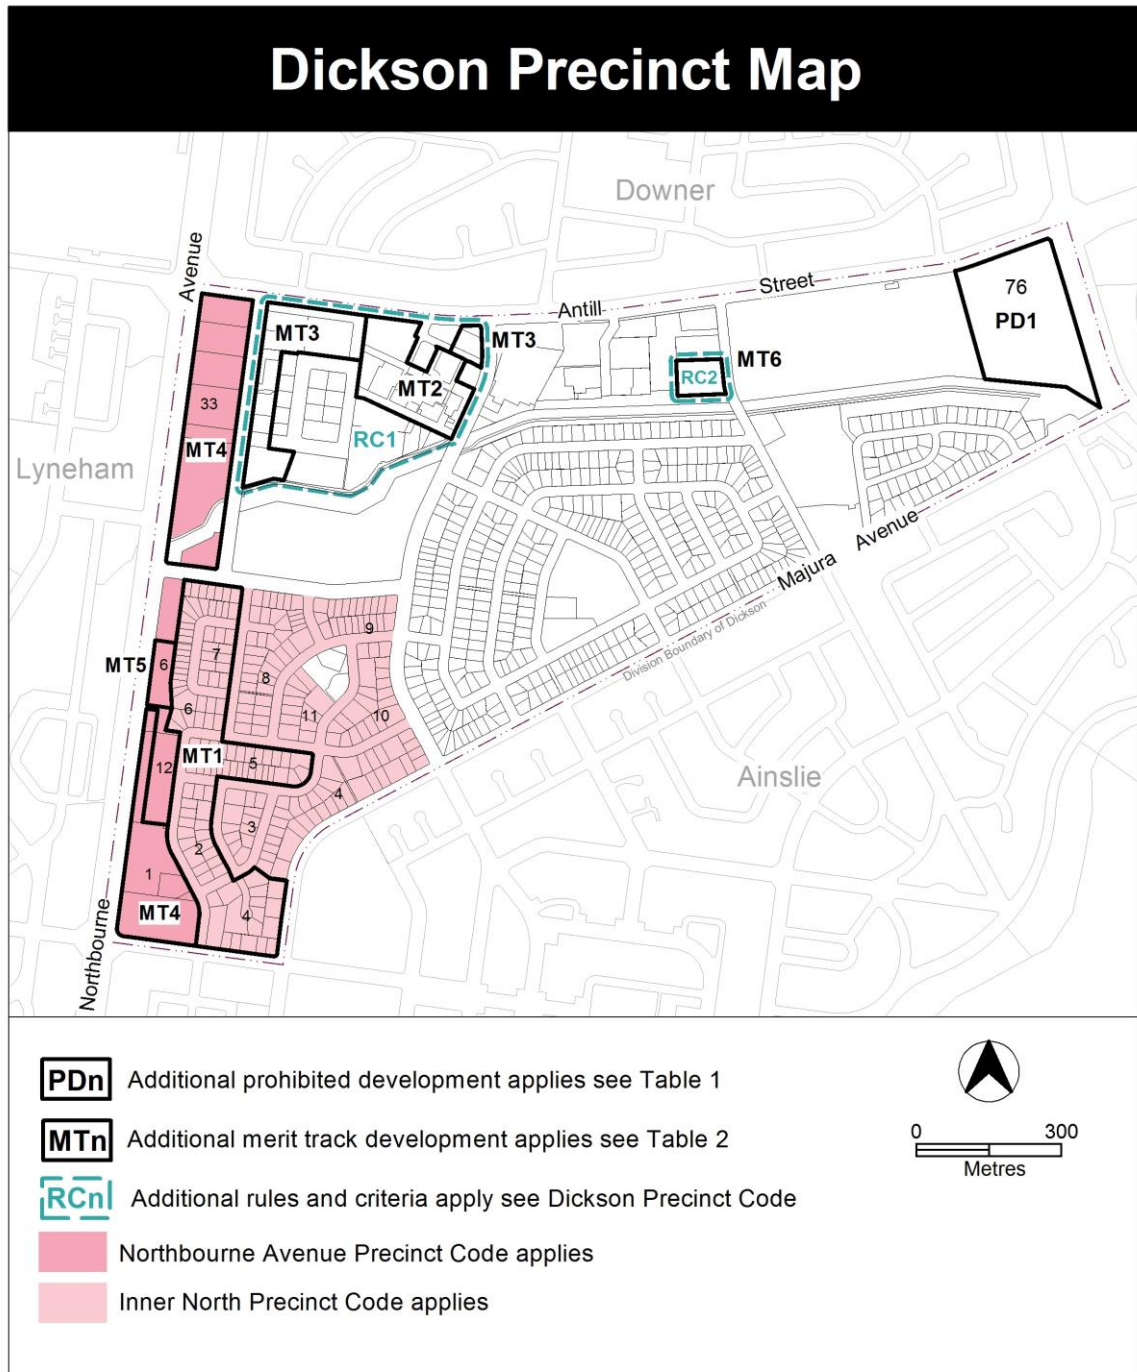 Dickson Precinct Map
Downer
Avenue
Street
Antill
76
PD1
MT3
MT3
MT6
RC2
MT2
33
RC1
MT4
Lyneham
Majura Avenue
Division Boundary of Dickson
9
7
MT5
6
8
6
11
10
MT1
5
12
Ainslie
4
3
2
1
MT4
4
Northbourne
PDn Additional prohibited development applies see Table 1
MTn Additional merit track development applies see Table 2
RCn Additional rules and criteria apply see Dickson Precinct Code
Northbourne Avenue Precinct Code applies
Inner North Precinct Code applies
0 300
Metres